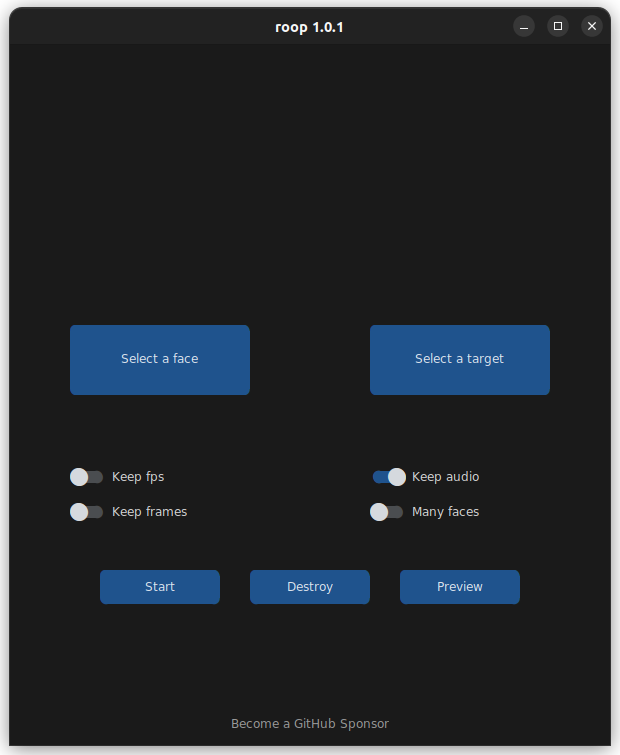 roop 1.0.1
Select a face
Select a target
Keep fps
Keep audio
Keep frames
Many faces
Start
Destroy
Preview
Become a GitHub Sponsor